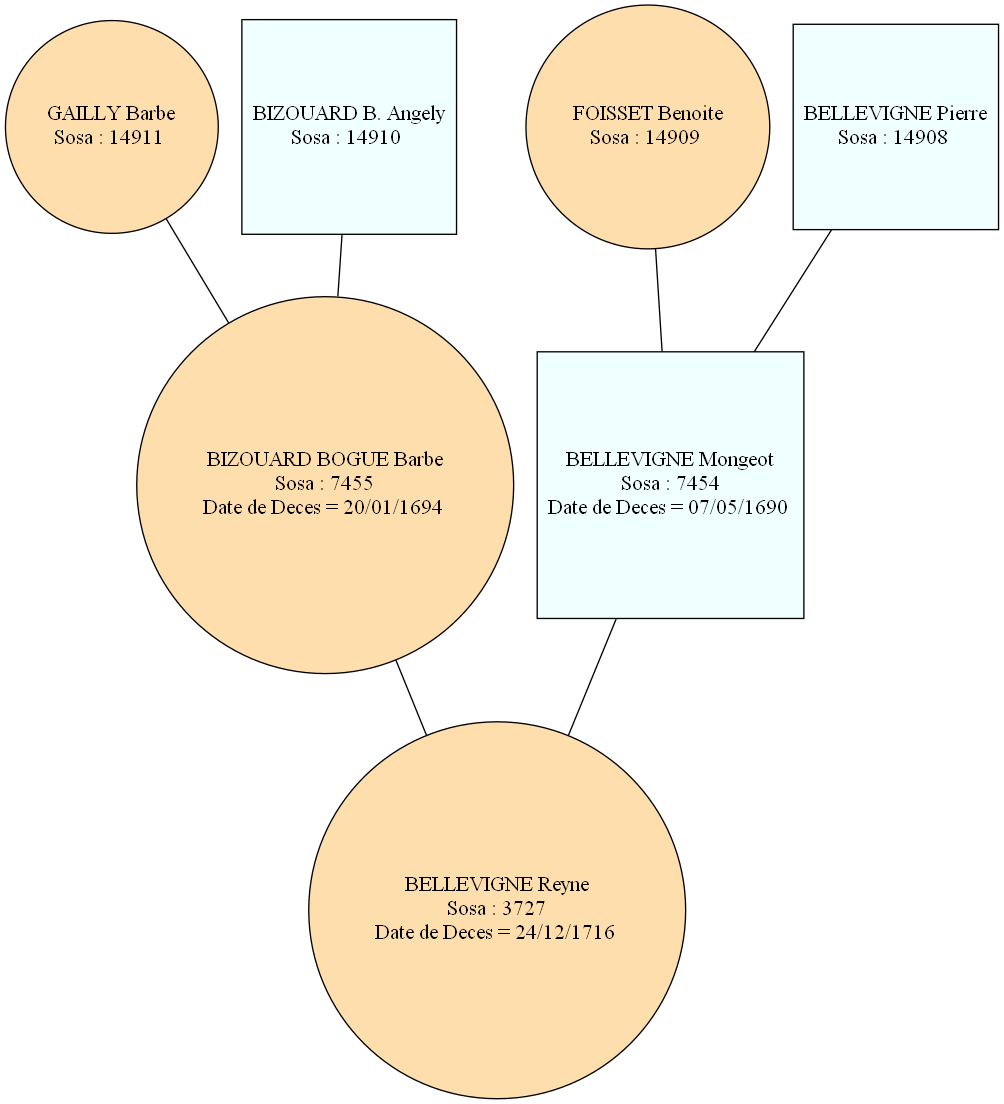 GAILLY Barbe
Sosa : 14911
BIZOUARD B. Angely
Sosa : 14910
FOISSET Benoite
Sosa : 14909
BELLEVIGNE Pierre
Sosa : 14908
BIZOUARD BOGUE Barbe
Sosa : 7455
Date de Deces = 20/01/1694
BELLEVIGNE Mongeot
Sosa : 7454
Date de Deces = 07/05/1690
BELLEVIGNE Reyne
Sosa : 3727
Date de Deces = 24/12/1716